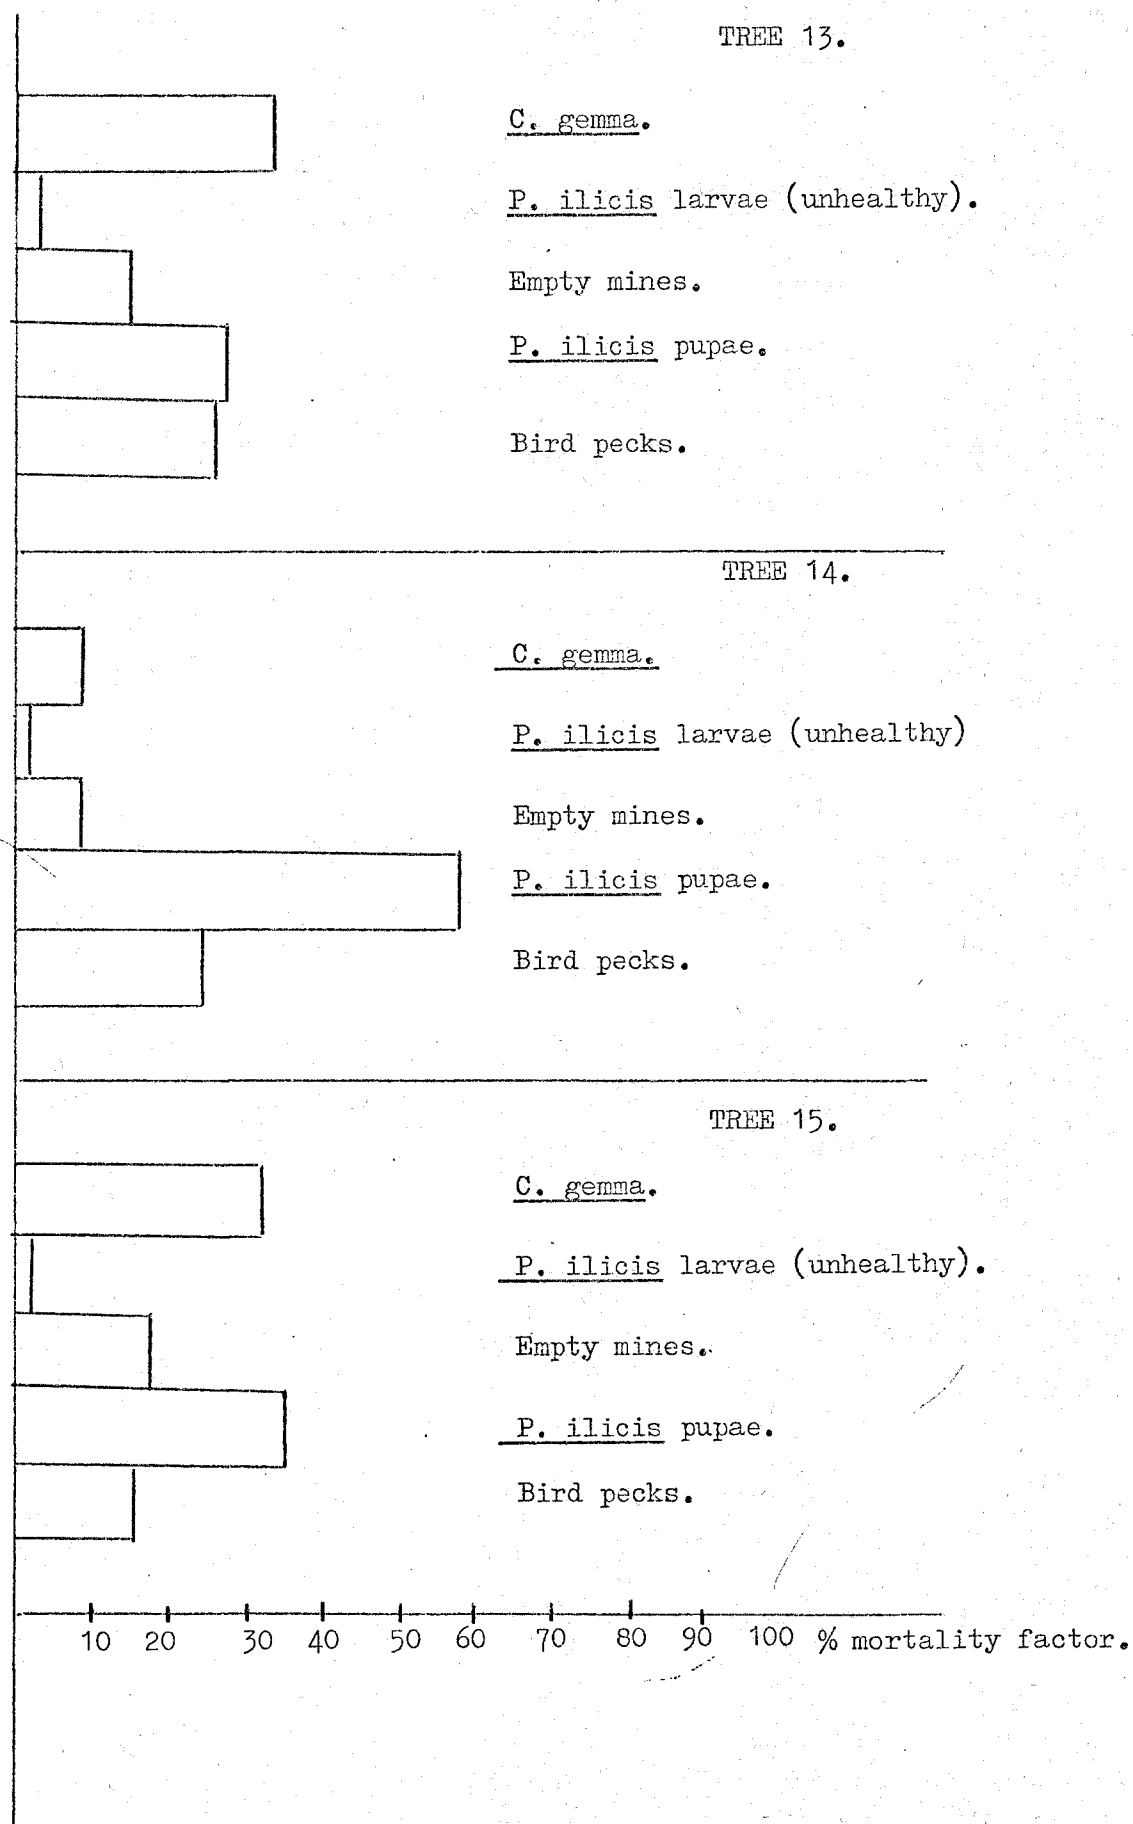 TREE 13.
C. gemma.
P. ilicis larvae (unhealthy).
Empty mines.
P. ilicis pupae.
Bird pecks.
TREE 14.
C. gemma.
P. ilicis larvae (unhealthy)
Empty mines.
P. ilicis pupae.
Bird pecks.
TREE 15.
C. gemma.
P. ilicis larvae (unhealthy).
Empty mines.
P. ilicis pupae.
Bird pecks.
10 20 30 40 50 60 70 80 90 100 % mortality factor.